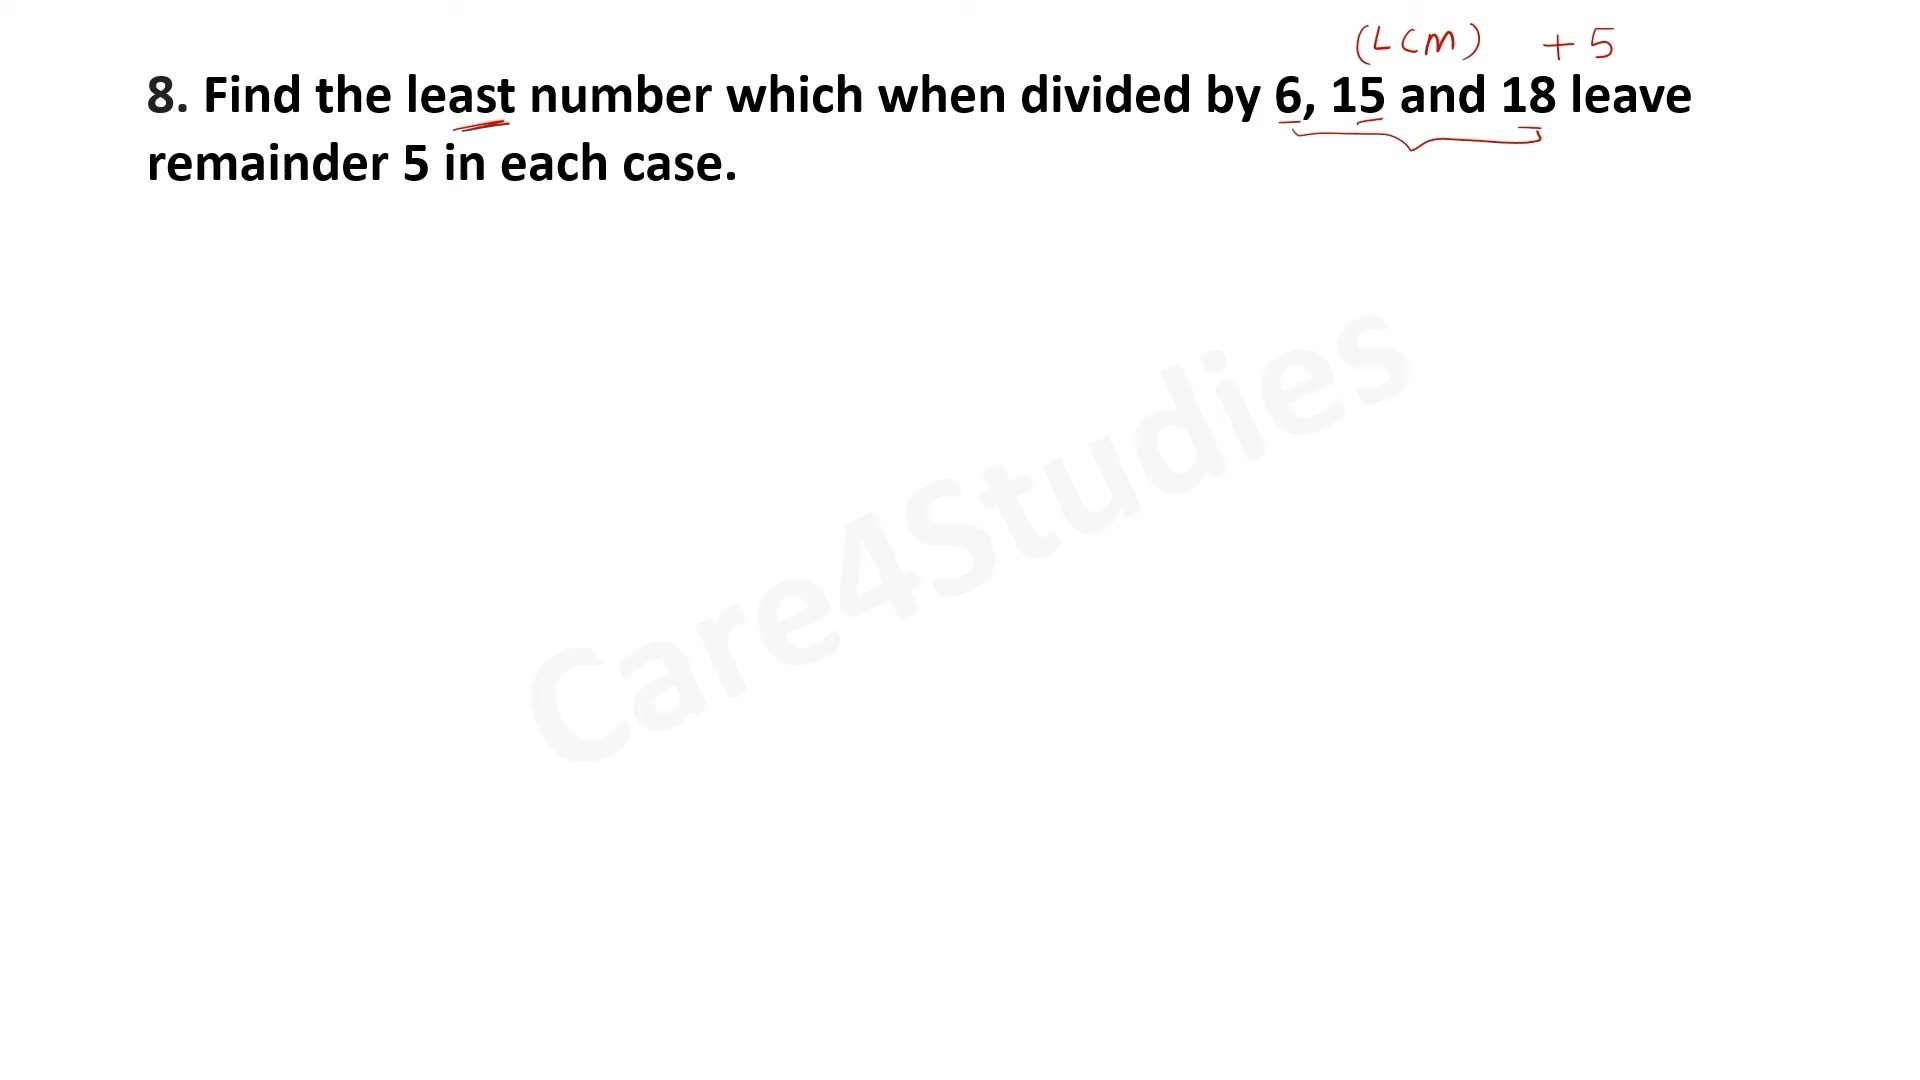 (LCM) +5
8. Find the least number which when divided by 6, 15 and 18 leave
remainder 5 in each case.
Care4Studies